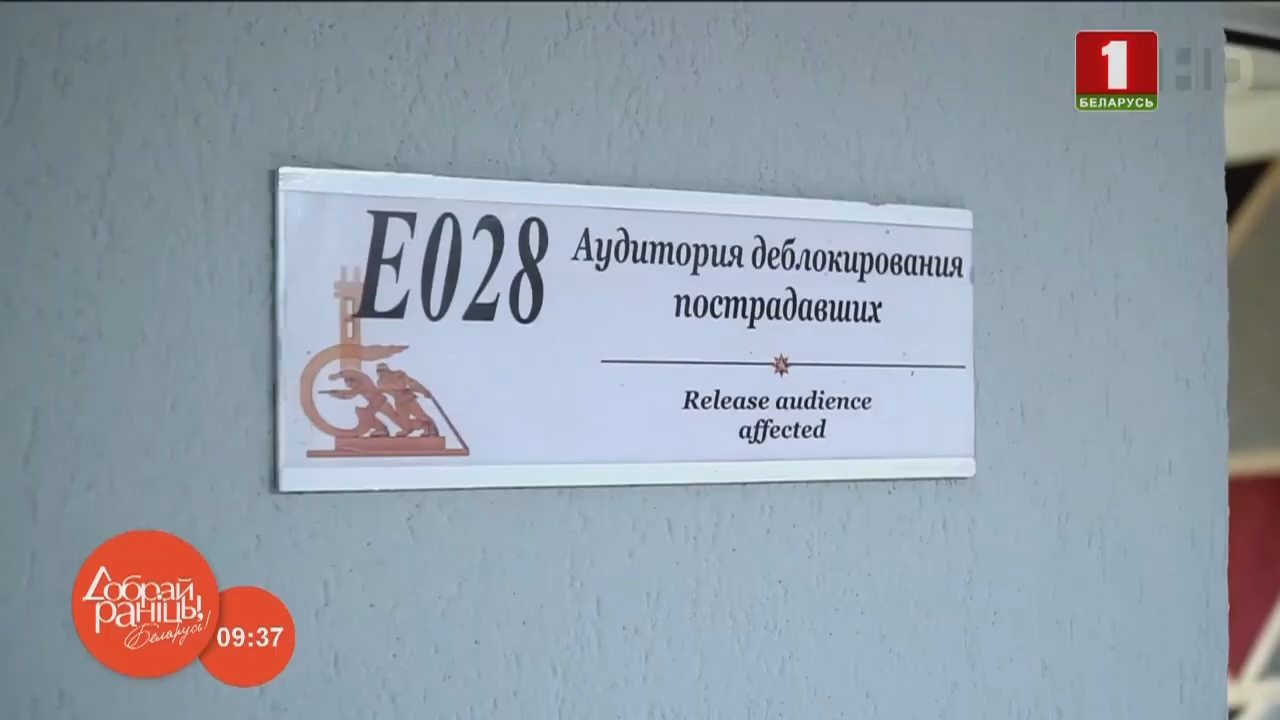 1
БЕЛАРУСЬ
E028
Аудитория деблокирования
пострадавших
Release audience
affected
Добрай
раніцы,
Беларусь!
09:37